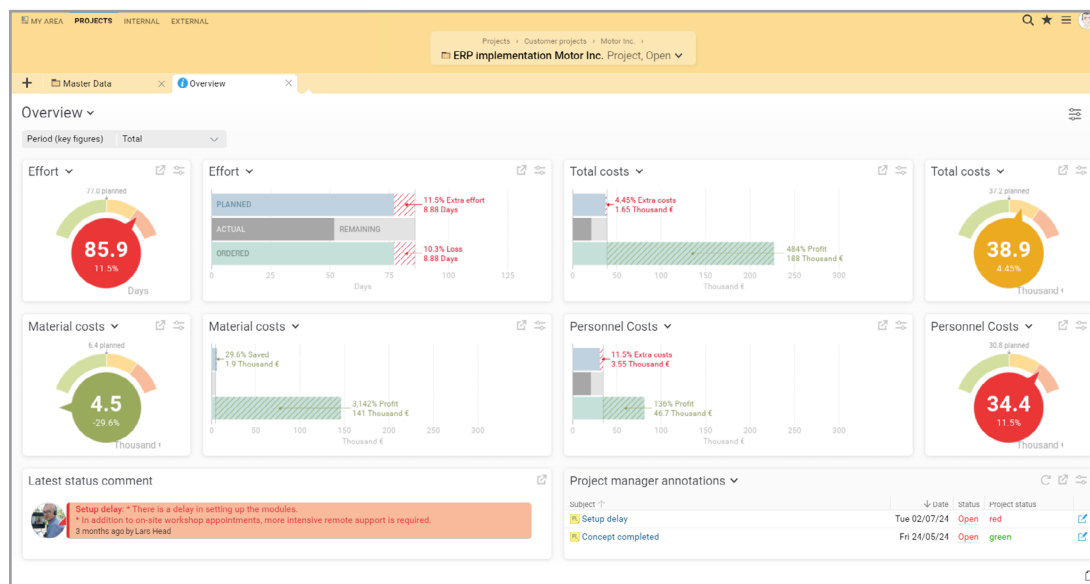 MY AREA PROJECTS INTERNAL EXTERNAL
Projects › Customer projects › Motor Inc. ›
ERP implementation Motor Inc. Project, Open
Master Data
Overview
Overview
Period (key figures) Total
Effort
77.0 planned
85.9
11.5%
Days
Effort
PLANNED
11.5% Extra effort
8.88 Days
ACTUAL REMAINING
ORDERED
10.3% Loss
8.88 Days
0 25 50 75 100 125
Days
Total costs
4.45% Extra costs
1.65 Thousand €
484% Profit
188 Thousand €
0 50 100 150 200 250 300
Thousand €
Total costs
37.2 planned
38.9
4.45%
Thousand €
Material costs
6.4 planned
4.5
-29.6%
Thousand €
Material costs
29.6% Saved
1.9 Thousand €
3,142% Profit
141 Thousand €
0 50 100 150 200 250 300
Thousand €
Personnel Costs
11.5% Extra costs
3.55 Thousand €
136% Profit
46.7 Thousand €
0 50 100 150 200 250 300
Thousand €
Personnel Costs
30.8 planned
34.4
11.5%
Thousand €
Latest status comment
Setup delay: * There is a delay in setting up the modules.
* In addition to on-site workshop appointments, more intensive remote support is required.
3 months ago by Lars Head
Project manager annotations
Subject Date Status Project status
Setup delay Tue 02/07/24 Open red
Concept completed Fri 24/05/24 Open green